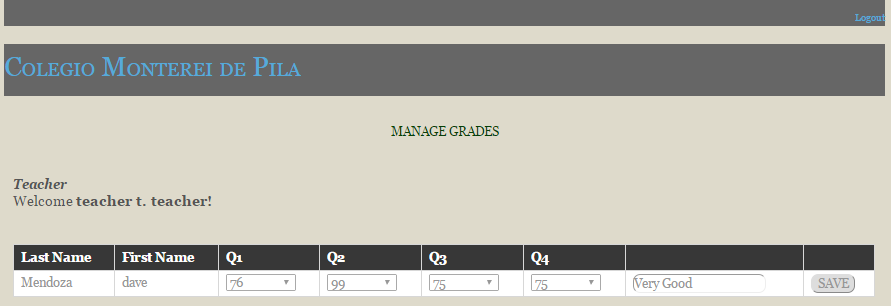 Logout
Colegio Monterei de Pila
MANAGE GRADES
Teacher
Welcome teacher t. teacher!
Last Name First Name Q1 Q2 Q3 Q4
Mendoza dave 76 99 75 75 Very Good SAVE